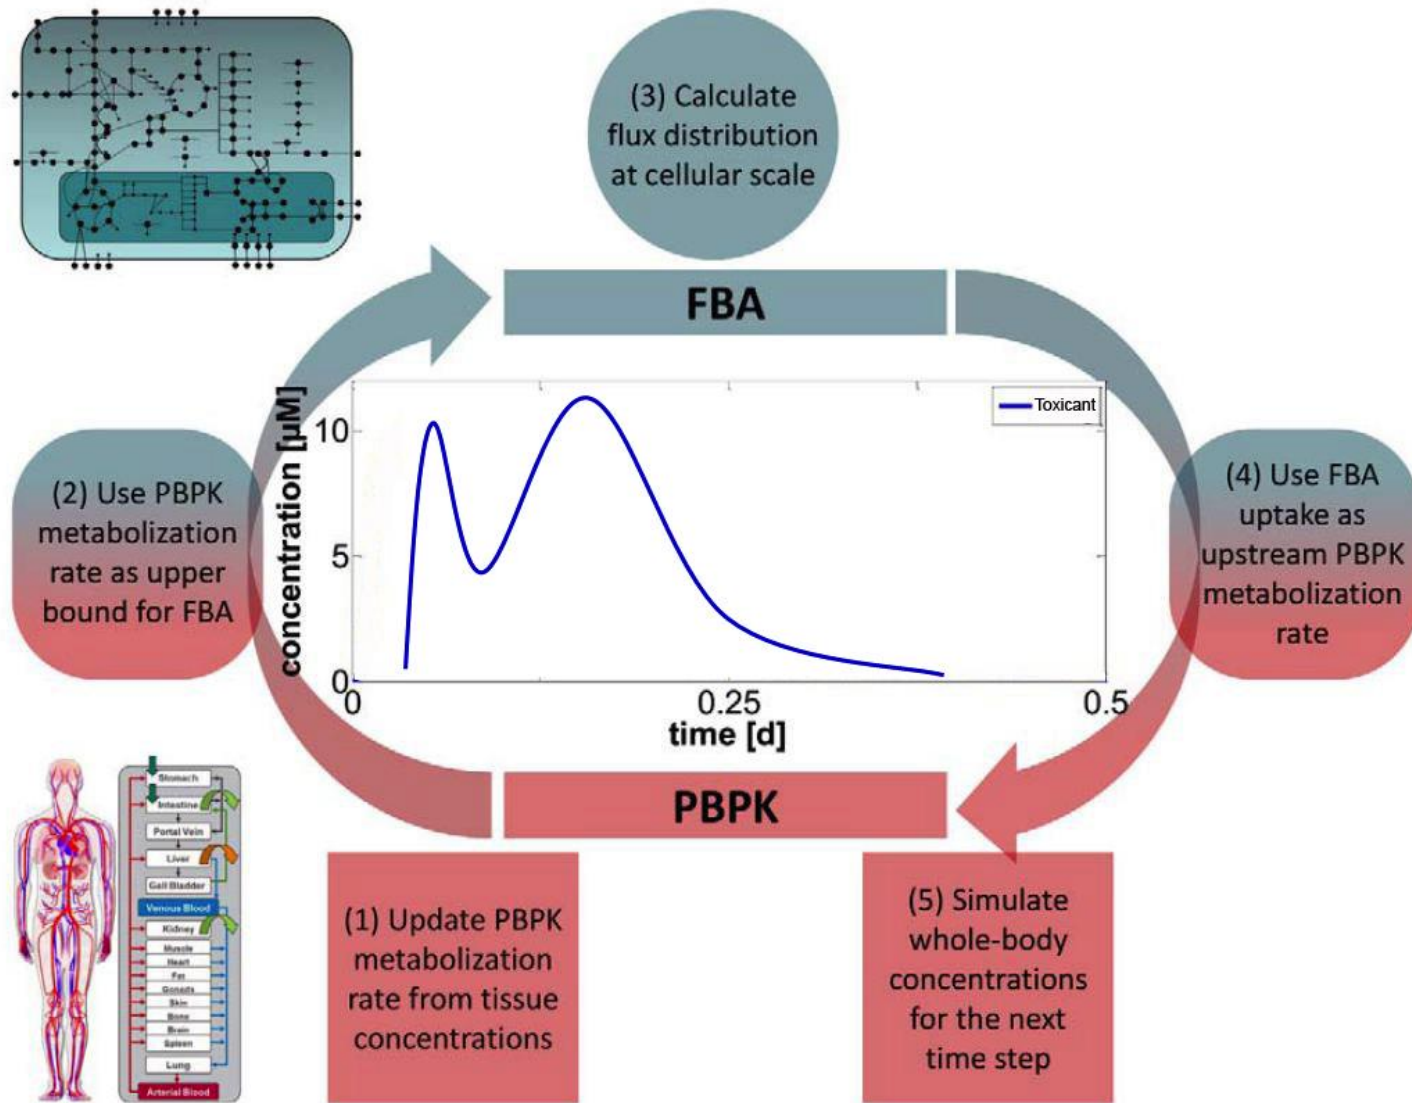 (3) Calculate
flux distribution
at cellular scale
FBA
(2) Use PBPK
metabolization
rate as upper
bound for FBA
concentration [µM]
10
5
0
0
0.25
0.5
time [d]
Toxicant
(4) Use FBA
uptake as
upstream PBPK
metabolization
rate
PBPK
(1) Update PBPK
metabolization
rate from tissue
concentrations
(5) Simulate
whole-body
concentrations
for the next
time step
Stomach
Intestine
Portal Vein
Liver
Gall Bladder
Venous Blood
Kidney
Muscle
Heart
Fat
Gonads
Skin
Bone
Brain
Spleen
Lung
Arterial Blood